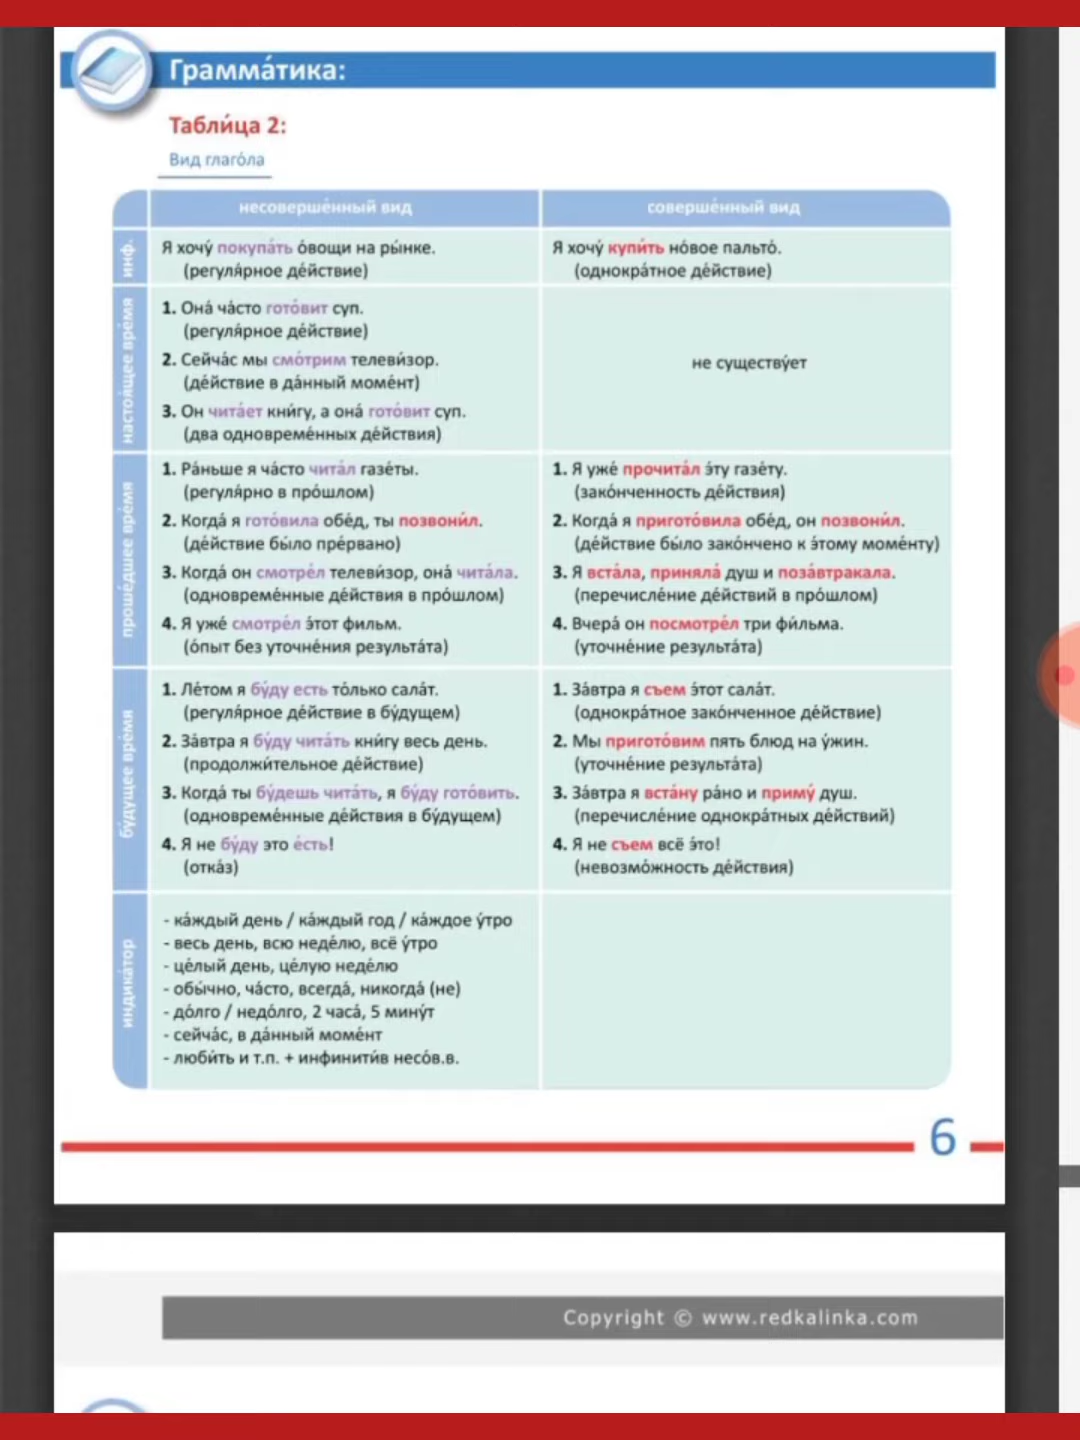 Грамма́тика:
Табли́ца 2:
Вид глаго́ла
несоверше́нный вид
соверше́нный вид
инф.
Я хочу́ покупа́ть о́вощи на ры́нке.
(регуля́рное де́йствие)
Я хочу́ купи́ть но́вое пальто́.
(однокра́тное де́йствие)
настоя́щее вре́мя
1. Она́ ча́сто гото́вит суп.
(регуля́рное де́йствие)
2. Сейча́с мы смо́трим телеви́зор.
(де́йствие в да́нный моме́нт)
3. Он чита́ет кни́гу, а она́ гото́вит суп.
(два одновреме́нных де́йствия)
не существу́ет
проше́дшее вре́мя
1. Ра́ньше я ча́сто чита́л газе́ты.
(регуля́рно в про́шлом)
2. Когда́ я гото́вила обе́д, ты позвони́л.
(де́йствие бы́ло пре́рвано)
3. Когда́ он смотре́л телеви́зор, она́ чита́ла.
(одновреме́нные де́йствия в про́шлом)
4. Я уже́ смотре́л э́тот фильм.
(о́пыт без уточне́ния результа́та)
1. Я уже́ прочита́л э́ту газе́ту.
(зако́нченность де́йствия)
2. Когда́ я пригото́вила обе́д, он позвони́л.
(де́йствие бы́ло зако́нчено к э́тому моме́нту)
3. Я вста́ла, приняла́ душ и поза́втракала.
(перечисле́ние де́йствий в про́шлом)
4. Вчера́ он посмотре́л три фи́льма.
(уточне́ние результа́та)
бу́дущее вре́мя
1. Ле́том я бу́ду есть то́лько сала́т.
(регуля́рное де́йствие в бу́дущем)
2. За́втра я бу́ду чита́ть кни́гу весь день.
(продолжи́тельное де́йствие)
3. Когда́ ты бу́дешь чита́ть, я бу́ду гото́вить.
(одновреме́нные де́йствия в бу́дущем)
4. Я не бу́ду это е́сть!
(отка́з)
1. За́втра я съем э́тот сала́т.
(однокра́тное зако́нченное де́йствие)
2. Мы пригото́вим пять блюд на у́жин.
(уточне́ние результа́та)
3. За́втра я вста́ну ра́но и приму́ душ.
(перечисле́ние однокра́тных де́йствий)
4. Я не съем всё э́то!
(невозмо́жность де́йствия)
индика́тор
- ка́ждый день / ка́ждый год / ка́ждое у́тро
- весь день, всю неде́лю, всё у́тро
- це́лый день, це́лую неде́лю
- обы́чно, ча́сто, всегда́, никогда́ (не)
- до́лго / недо́лго, 2 часа́, 5 мину́т
- сейча́с, в да́нный моме́нт
- люби́ть и т.п. + инфинити́в несо́в.в.
6
Copyright © www.redkalinka.com